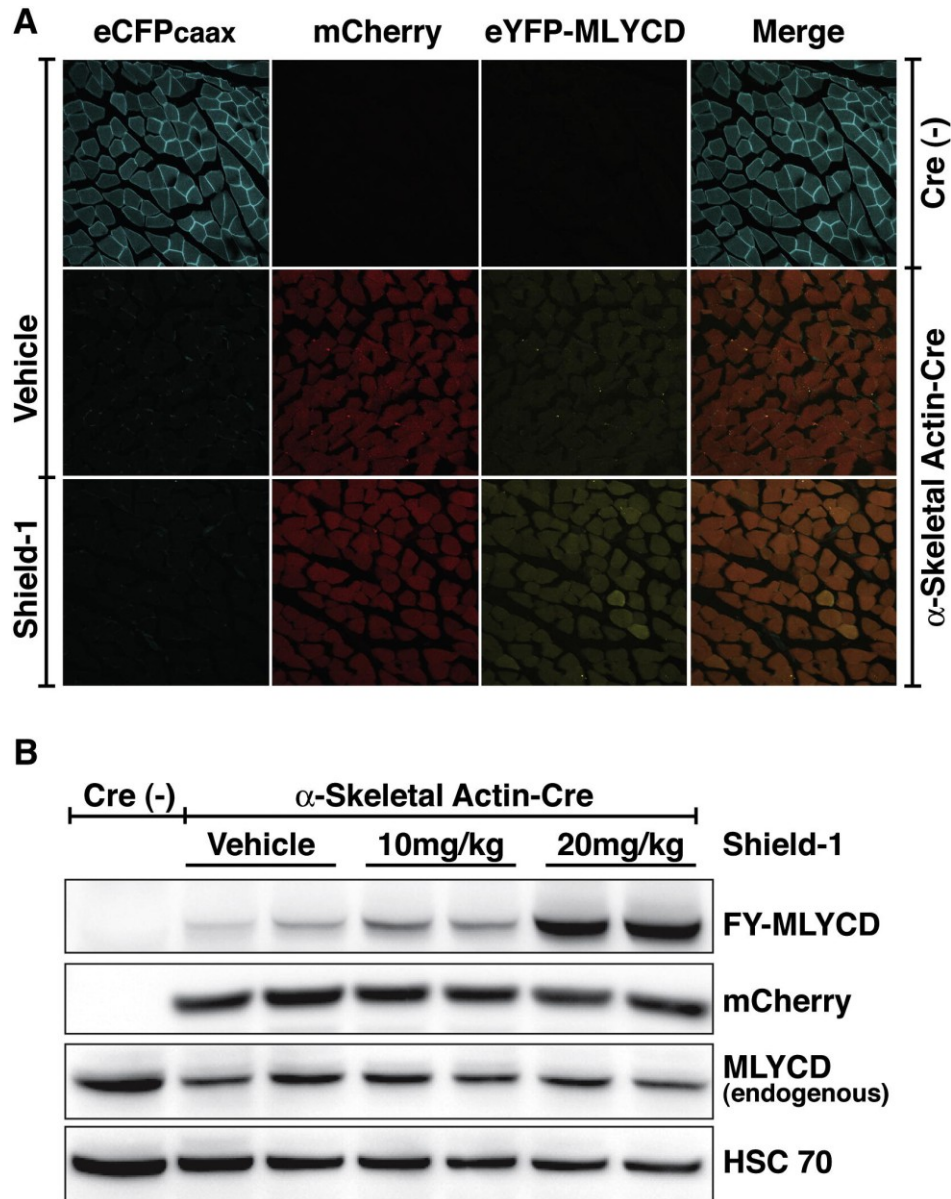 A
eCFPcaax mCherry eYFP-MLYCD Merge
Cre (-)
Vehicle
Shield-1
α-Skeletal Actin-Cre
B
Cre (-) α-Skeletal Actin-Cre
Vehicle 10mg/kg 20mg/kg Shield-1
FY-MLYCD
mCherry
MLYCD
(endogenous)
HSC 70